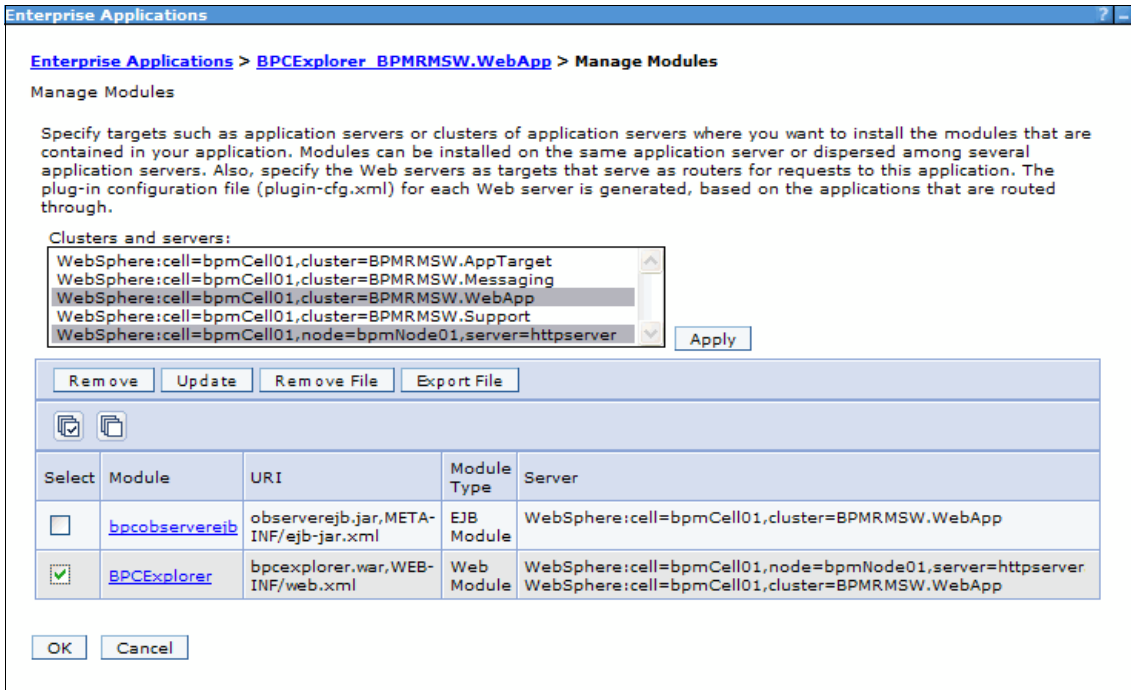 Enterprise Applications ? –
Enterprise Applications > BPCExplorer_BPMRMSW.WebApp > Manage Modules
Manage Modules
Specify targets such as application servers or clusters of application servers where you want to install the modules that are
contained in your application. Modules can be installed on the same application server or dispersed among several
application servers. Also, specify the Web servers as targets that serve as routers for requests to this application. The
plug-in configuration file (plugin-cfg.xml) for each Web server is generated, based on the applications that are routed
through.
Clusters and servers:
WebSphere:cell=bpmCell01,cluster=BPMRMSW.AppTarget
WebSphere:cell=bpmCell01,cluster=BPMRMSW.Messaging
WebSphere:cell=bpmCell01,cluster=BPMRMSW.WebApp
WebSphere:cell=bpmCell01,cluster=BPMRMSW.Support
WebSphere:cell=bpmCell01,node=bpmNode01,server=httpserver
Apply
Remove Update Remove File Export File
Select Module URI Module Type Server
bpcobserverejb observerejb.jar,META-INF/ejb-jar.xml EJB Module WebSphere:cell=bpmCell01,cluster=BPMRMSW.WebApp
BPCExplorer bpcexplorer.war,WEB-INF/web.xml Web Module WebSphere:cell=bpmCell01,node=bpmNode01,server=httpserver
WebSphere:cell=bpmCell01,cluster=BPMRMSW.WebApp
OK Cancel